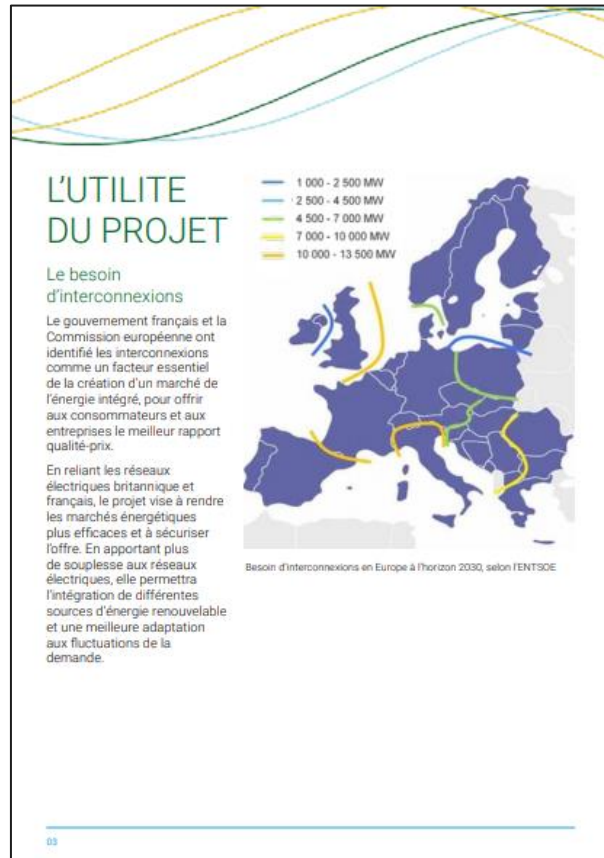 L'UTILITE
DU PROJET
Le besoin
d'interconnexions
Le gouvernement français et la
Commission européenne ont
identifié les interconnexions
comme un facteur essentiel
de la création d'un marché de
l'énergie intégré, pour offrir
aux consommateurs et aux
entreprises le meilleur rapport
qualité-prix.
En reliant les réseaux
électriques britannique et
français, le projet vise à rendre
les marchés énergétiques
plus efficaces et à sécuriser
l'offre. En apportant plus
de souplesse aux réseaux
électriques, elle permettra
l'intégration de différentes
sources d'énergie renouvelable
et une meilleure adaptation
aux fluctuations de la
demande.
1 000 - 2 500 MW
2 500 - 4 500 MW
4 500 - 7 000 MW
7 000 - 10 000 MW
10 000 - 13 500 MW
Besoin d'interconnexions en Europe à l'horizon 2030, selon l'ENTSOE
03